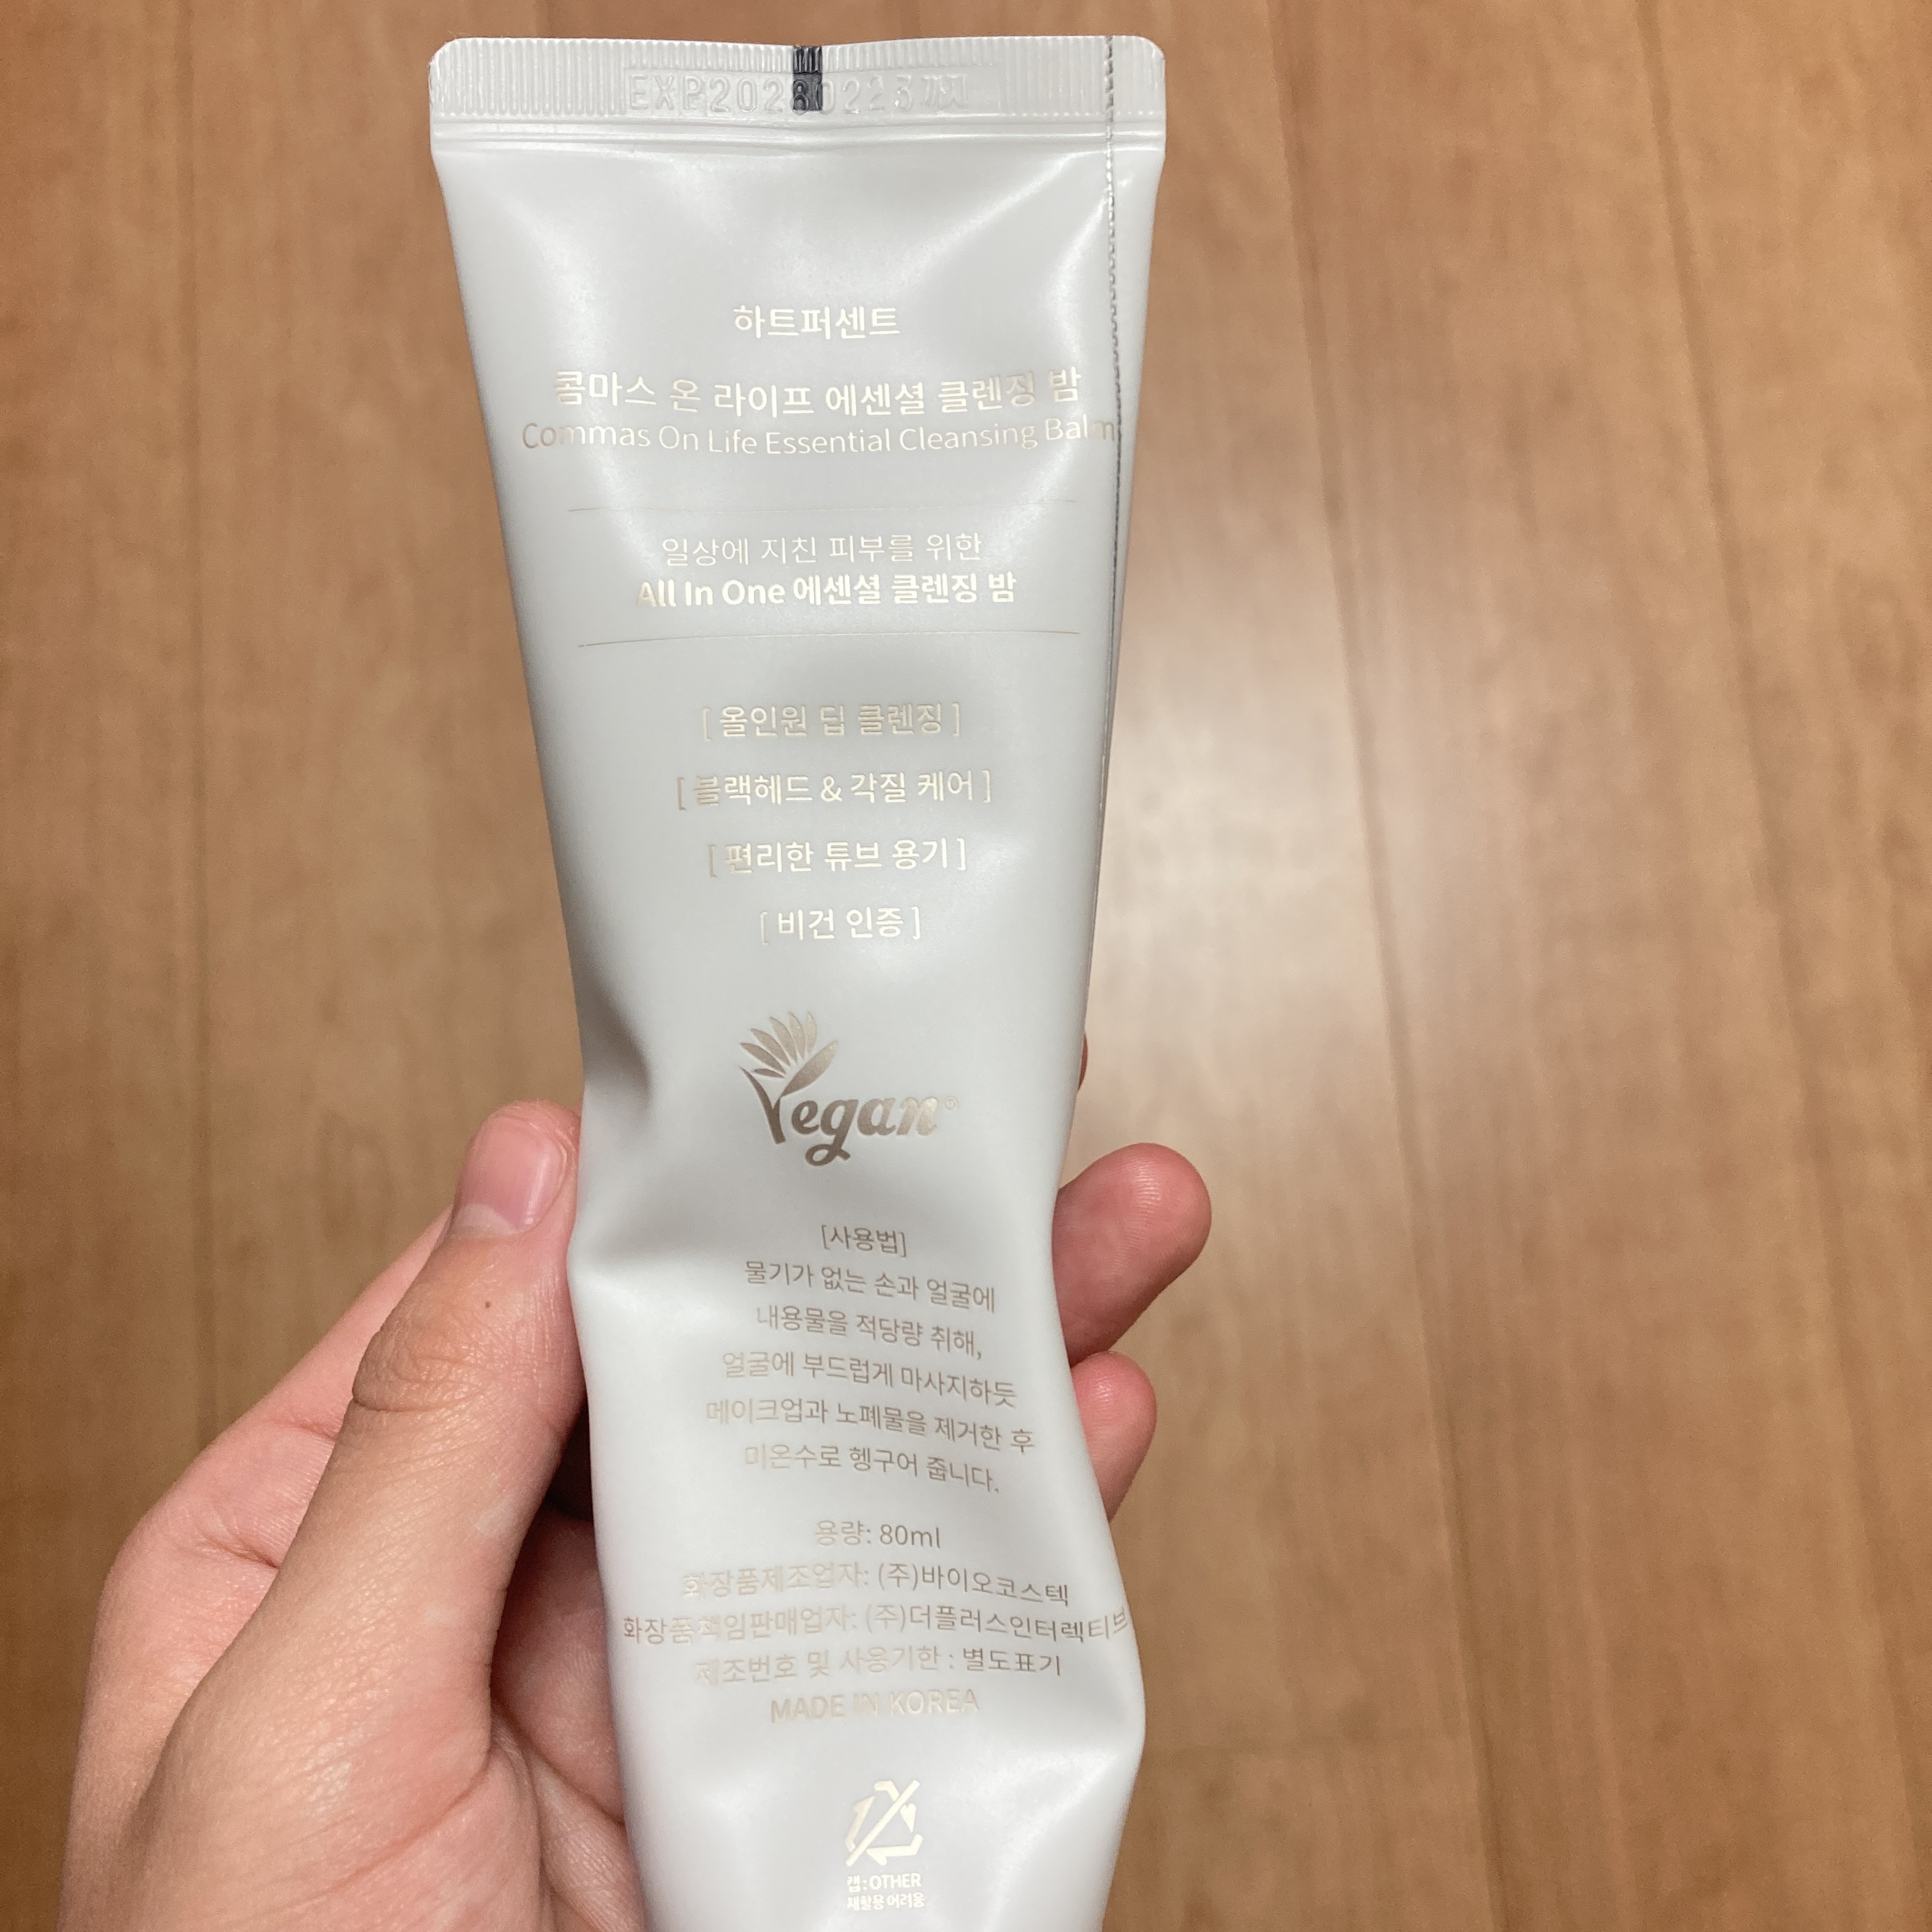 EXP20280223까지
하트퍼센트
콤마스 온 라이프 에센셜 클렌징 밤
Commas On Life Essential Cleansing Balm
일상에 지친 피부를 위한
All In One 에센셜 클렌징 밤
[ 올인원 딥 클렌징 ]
[ 블랙헤드 & 각질 케어 ]
[ 편리한 튜브 용기 ]
[ 비건 인증 ]
Vegan
[사용법]
물기가 없는 손과 얼굴에
내용물을 적당량 취해,
얼굴에 부드럽게 마사지하듯
메이크업과 노폐물을 제거한 후
미온수로 헹구어 줍니다.
용량: 80ml
화장품제조업자: (주)바이오코스텍
화장품책임판매업자: (주)더플러스인터렉티브
제조번호 및 사용기한 : 별도표기
MADE IN KOREA
캡:OTHER
재활용 어려움